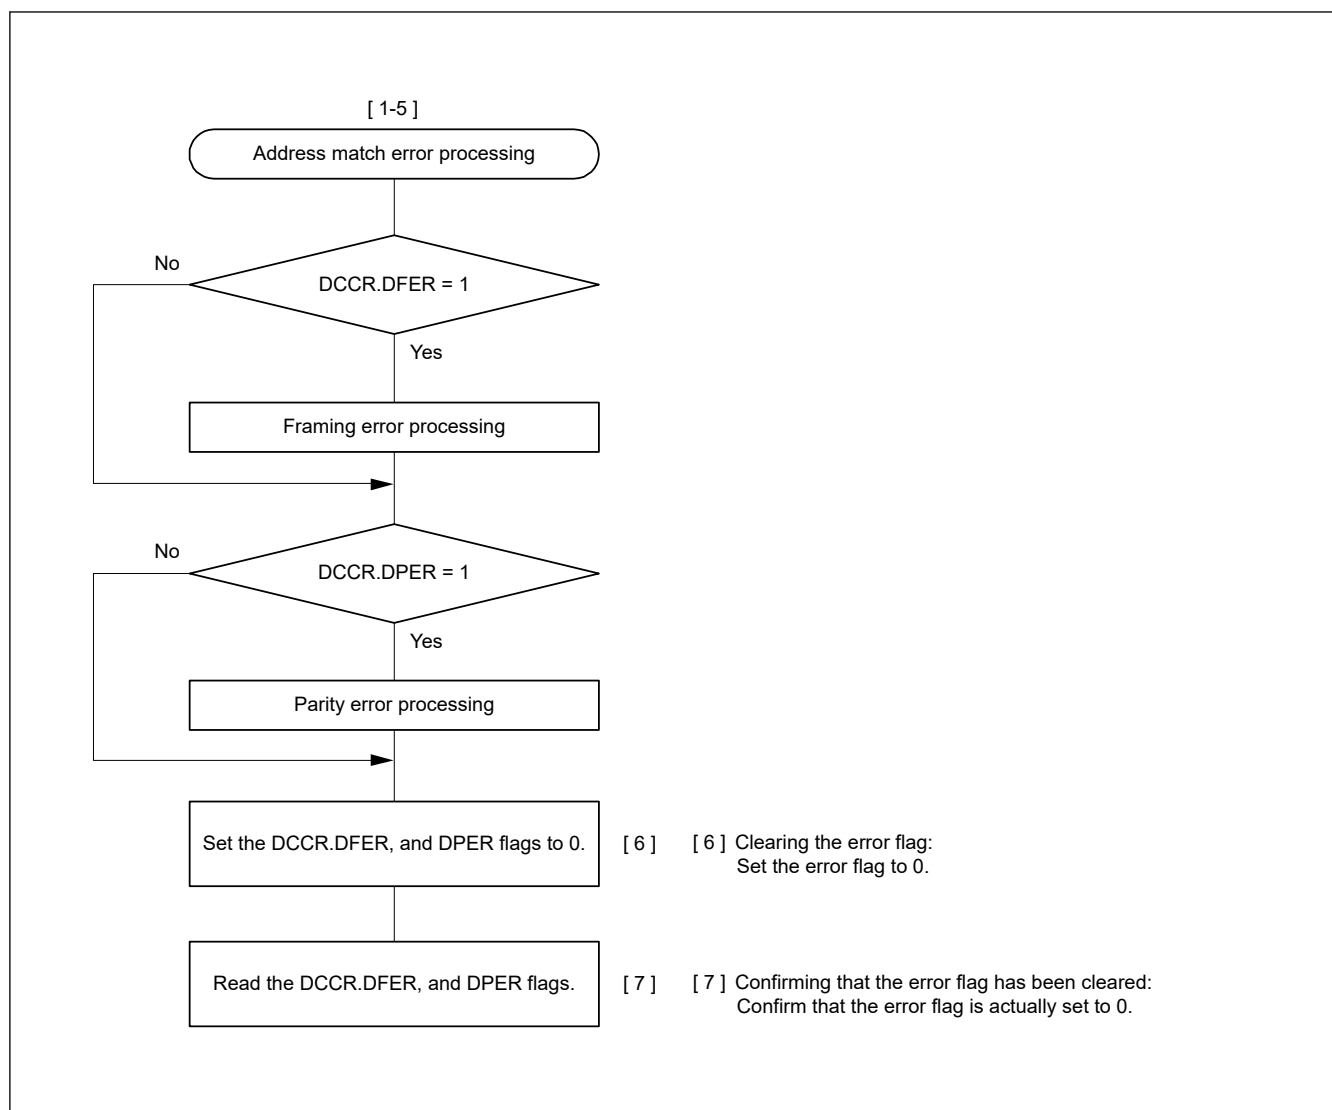 [ 1-5 ]
Address match error processing
No
DCCR.DFER = 1
Yes
Framing error processing
No
DCCR.DPER = 1
Yes
Parity error processing
Set the DCCR.DFER, and DPER flags to 0.
[ 6 ]
[ 6 ] Clearing the error flag:
Set the error flag to 0.
Read the DCCR.DFER, and DPER flags.
[ 7 ]
[ 7 ] Confirming that the error flag has been cleared:
Confirm that the error flag is actually set to 0.